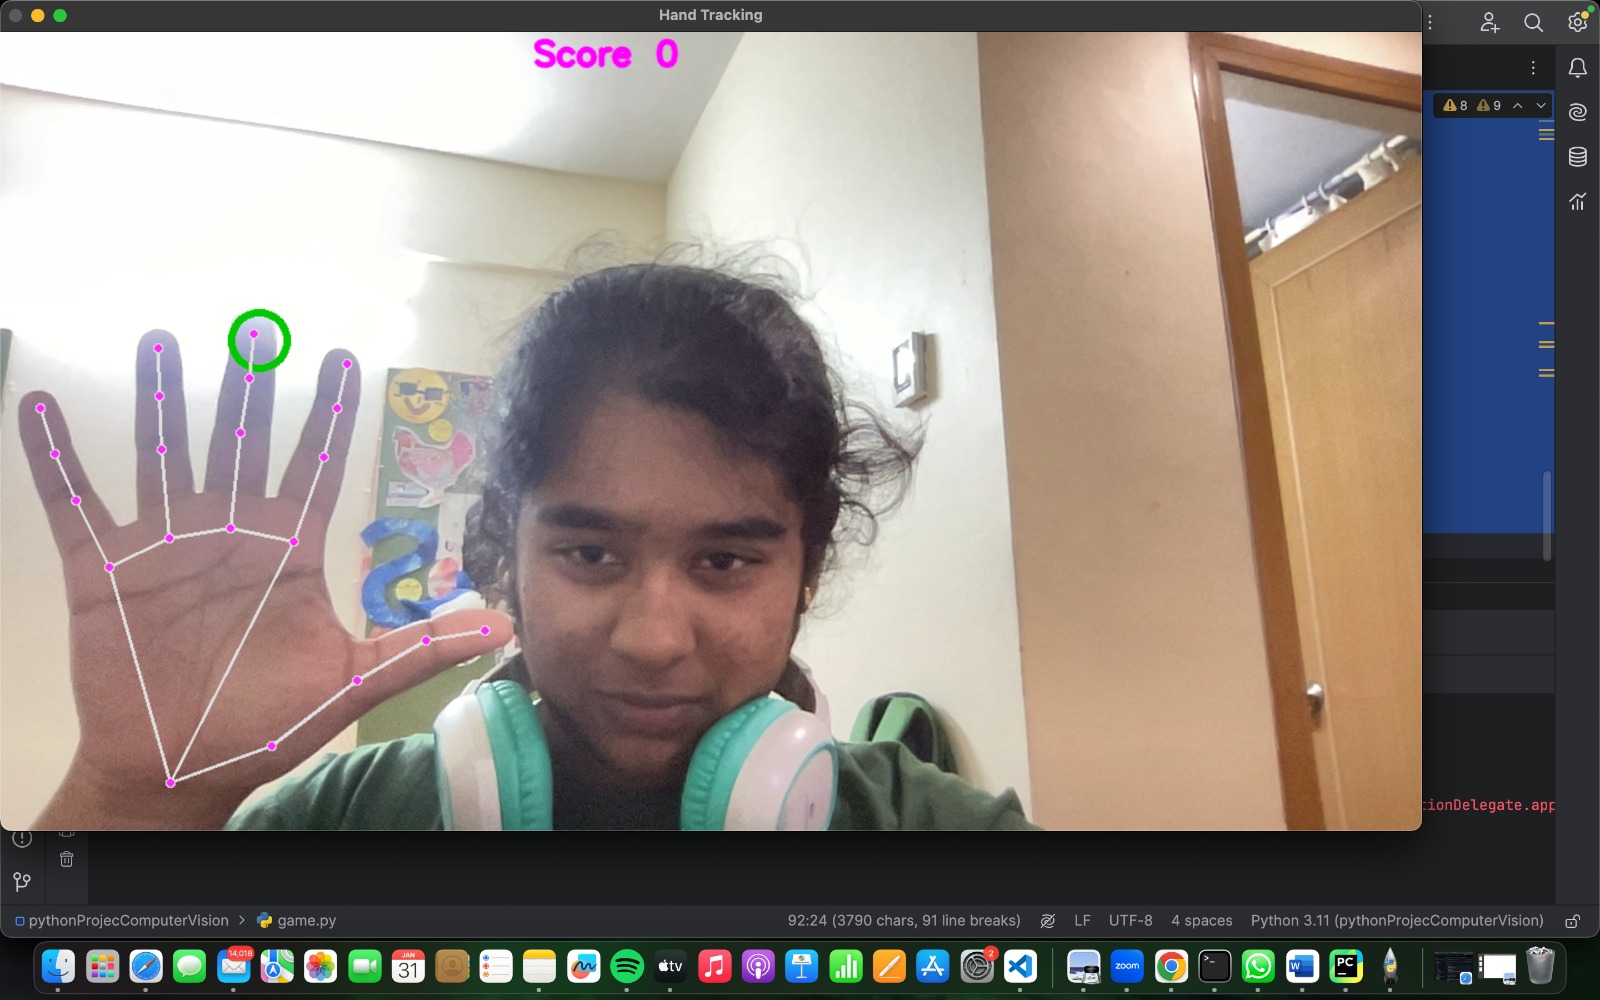 Hand Tracking
Score 0
8 9
tionDelegate.app
pythonProjecComputerVision > game.py
92:24 (3790 chars, 91 line breaks) LF UTF-8 4 spaces Python 3.11 (pythonProjecComputerVision)
14,018
JAN
31
tv
2
zoom
>_
W
PC